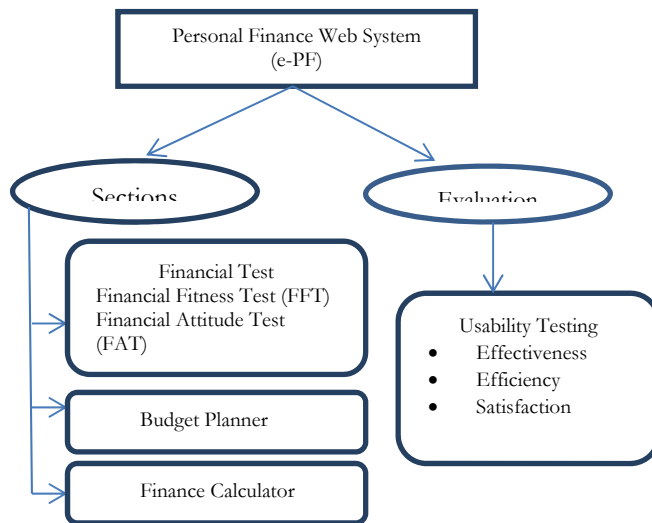 Personal Finance Web System
(e-PF)
Sections
Evaluation
Financial Test
Financial Fitness Test (FFT)
Financial Attitude Test
(FAT)
Budget Planner
Finance Calculator
Usability Testing
• Effectiveness
• Efficiency
• Satisfaction